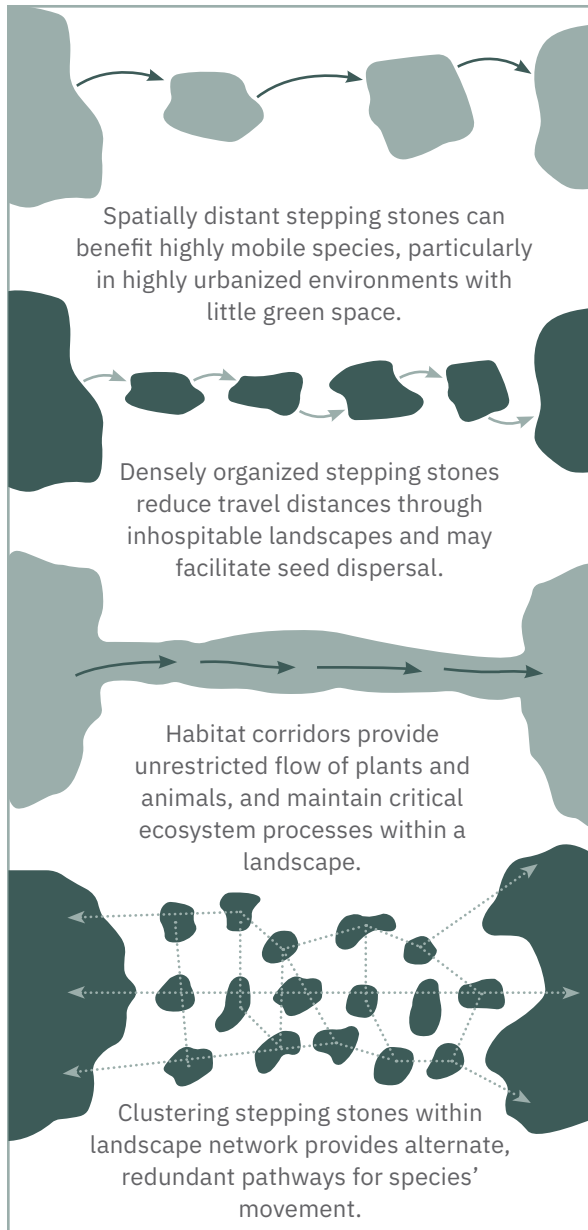 Spatially distant stepping stones can
benefit highly mobile species, particularly
in highly urbanized environments with
little green space.
Densely organized stepping stones
reduce travel distances through
inhospitable landscapes and may
facilitate seed dispersal.
Habitat corridors provide
unrestricted flow of plants and
animals, and maintain critical
ecosystem processes within a
landscape.
Clustering stepping stones within
landscape network provides alternate,
redundant pathways for species’
movement.